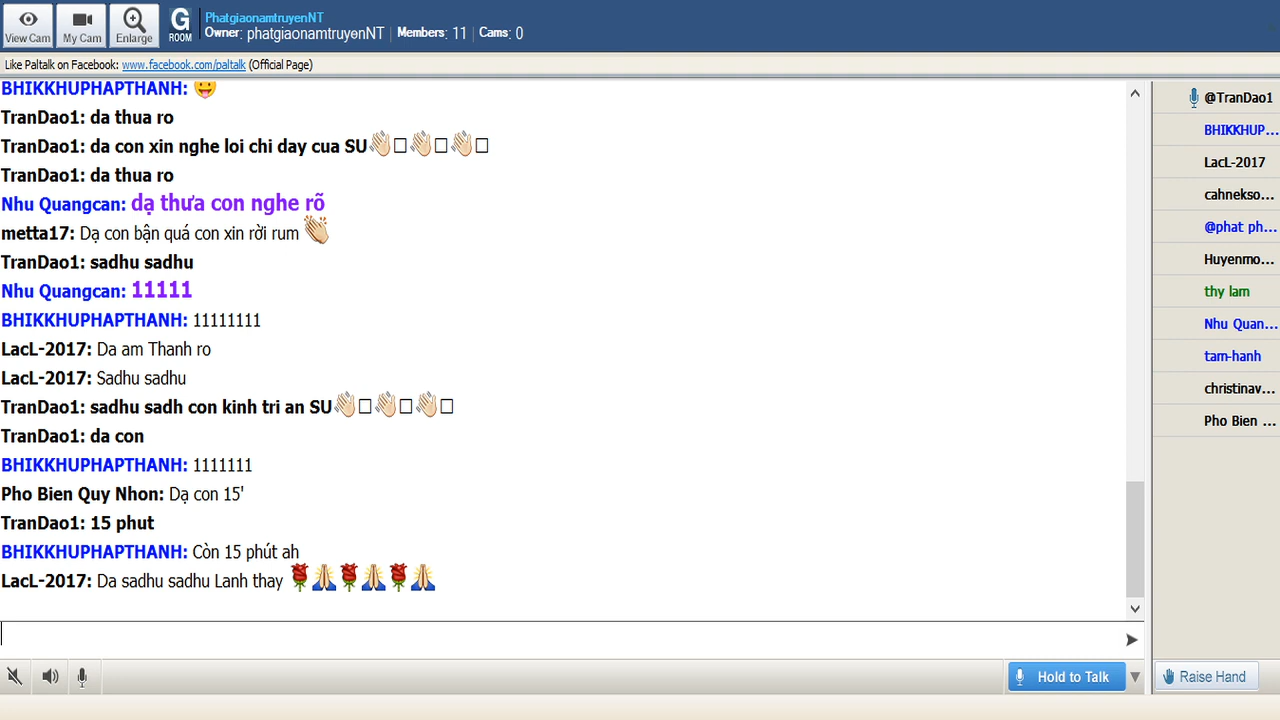 View Cam
My Cam
Enlarge
G
ROOM
PhatgiaonamtruyenNT
Owner: phatgiaonamtruyenNT | Members: 11 | Cams: 0
Like Paltalk on Facebook: www.facebook.com/paltalk (Official Page)
BHIKKHUPHAPTHANH: 😛
TranDao1: da thua ro
TranDao1: da con xin nghe loi chi day cua SU👏🏻□👏🏻□👏🏻□
TranDao1: da thua ro
Nhu Quangcan: dạ thưa con nghe rõ
metta17: Dạ con bận quá con xin rời rum 👏
TranDao1: sadhu sadhu
Nhu Quangcan: 11111
BHIKKHUPHAPTHANH: 11111111
LacL-2017: Da am Thanh ro
LacL-2017: Sadhu sadhu
TranDao1: sadhu sadh con kinh tri an SU👏🏻□👏🏻□👏🏻□
TranDao1: da con
BHIKKHUPHAPTHANH: 1111111
Pho Bien Quy Nhon: Dạ con 15'
TranDao1: 15 phut
BHIKKHUPHAPTHANH: Còn 15 phút ah
LacL-2017: Da sadhu sadhu Lanh thay 🌹🙏🌹🙏🌹🙏
@TranDao1
BHIKKHUP...
LacL-2017
cahnekso...
@phat ph...
Huyenmo...
thy lam
Nhu Quan...
tam-hanh
christinav...
Pho Bien ...
Hold to Talk
Raise Hand